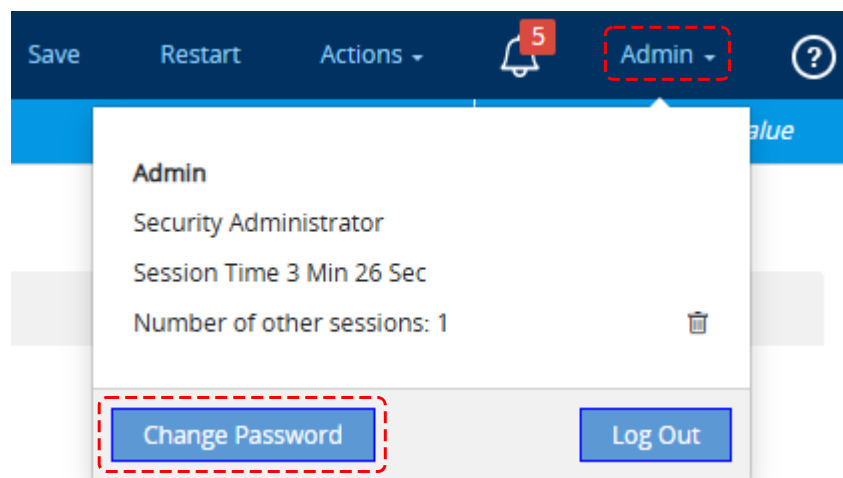 Save Restart Actions 5 Admin ?
alue
Admin
Security Administrator
Session Time 3 Min 26 Sec
Number of other sessions: 1
Change Password Log Out